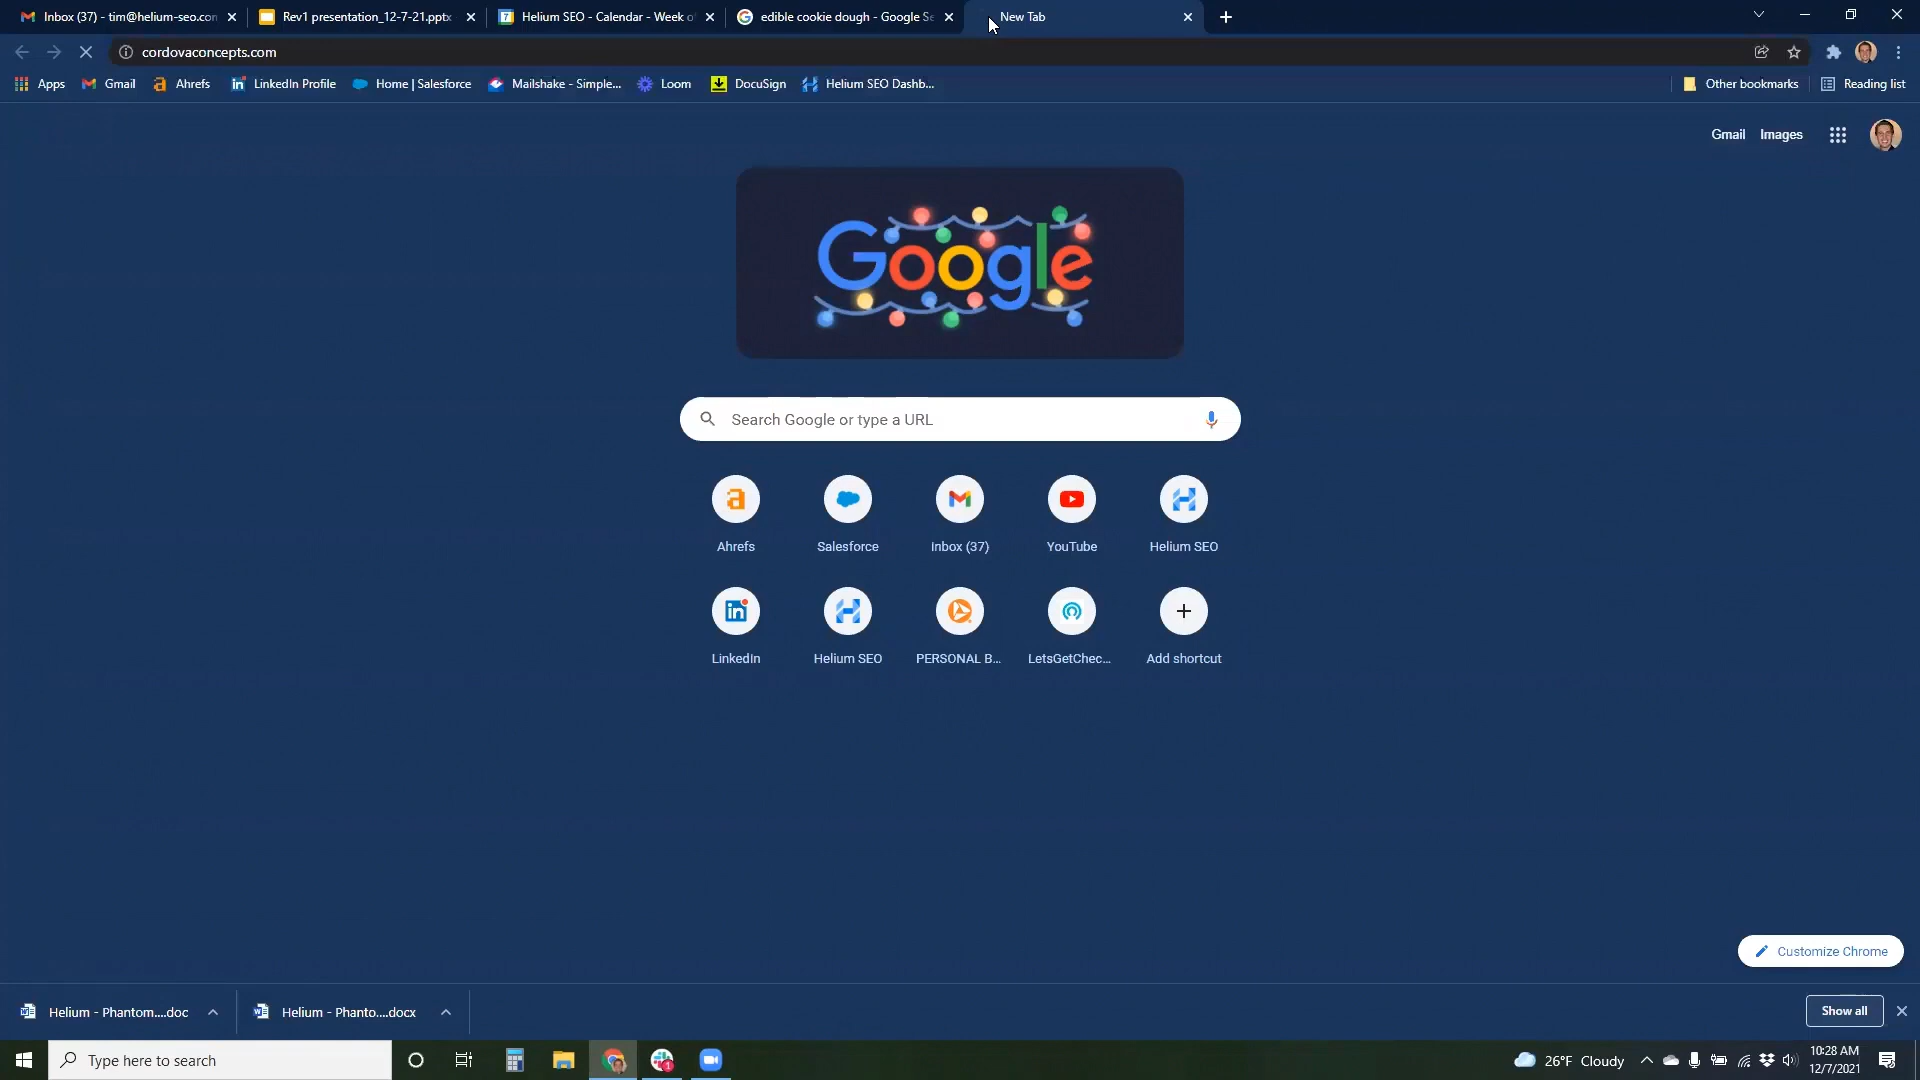 Inbox (37) - tim@helium-seo.con
Rev1 presentation_12-7-21.pptx
7 Helium SEO - Calendar - Week o
edible cookie dough - Google Se
New Tab
cordovaconcepts.com
Apps
Gmail
Ahrefs
LinkedIn Profile
Home | Salesforce
Mailshake - Simple...
Loom
DocuSign
Helium SEO Dashb...
Other bookmarks
Reading list
Gmail
Images
Google
Search Google or type a URL
Ahrefs
Salesforce
Inbox (37)
YouTube
Helium SEO
LinkedIn
Helium SEO
PERSONAL B...
LetsGetChec...
Add shortcut
Customize Chrome
Helium - Phantom....doc
Helium - Phanto....docx
Show all
Type here to search
1
26°F Cloudy
10:28 AM
12/7/2021